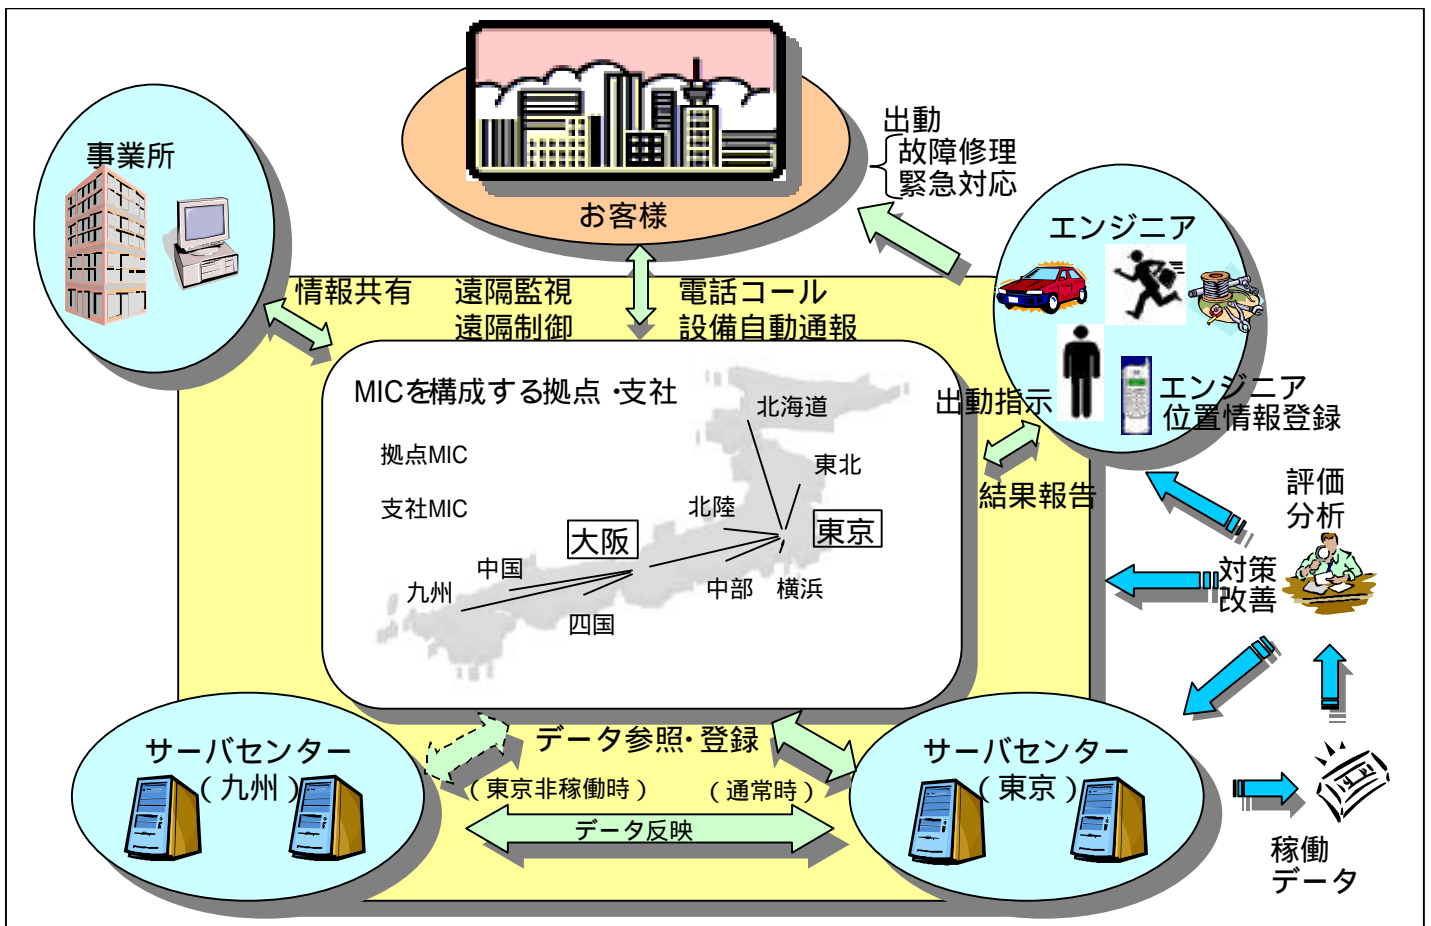 事業所
お客様
出動
故障修理
緊急対応
エンジニア
情報共有
遠隔監視
遠隔制御
電話コール
設備自動通報
MICを構成する拠点・支社
拠点MIC
支社MIC
北海道
東北
北陸
東京
大阪
中国
九州
四国
中部
横浜
出動指示
結果報告
エンジニア
位置情報登録
評価
分析
対策
改善
データ参照・登録
(東京非稼働時)
(通常時)
データ反映
サーバセンター
(九州)
サーバセンター
(東京)
稼働
データ